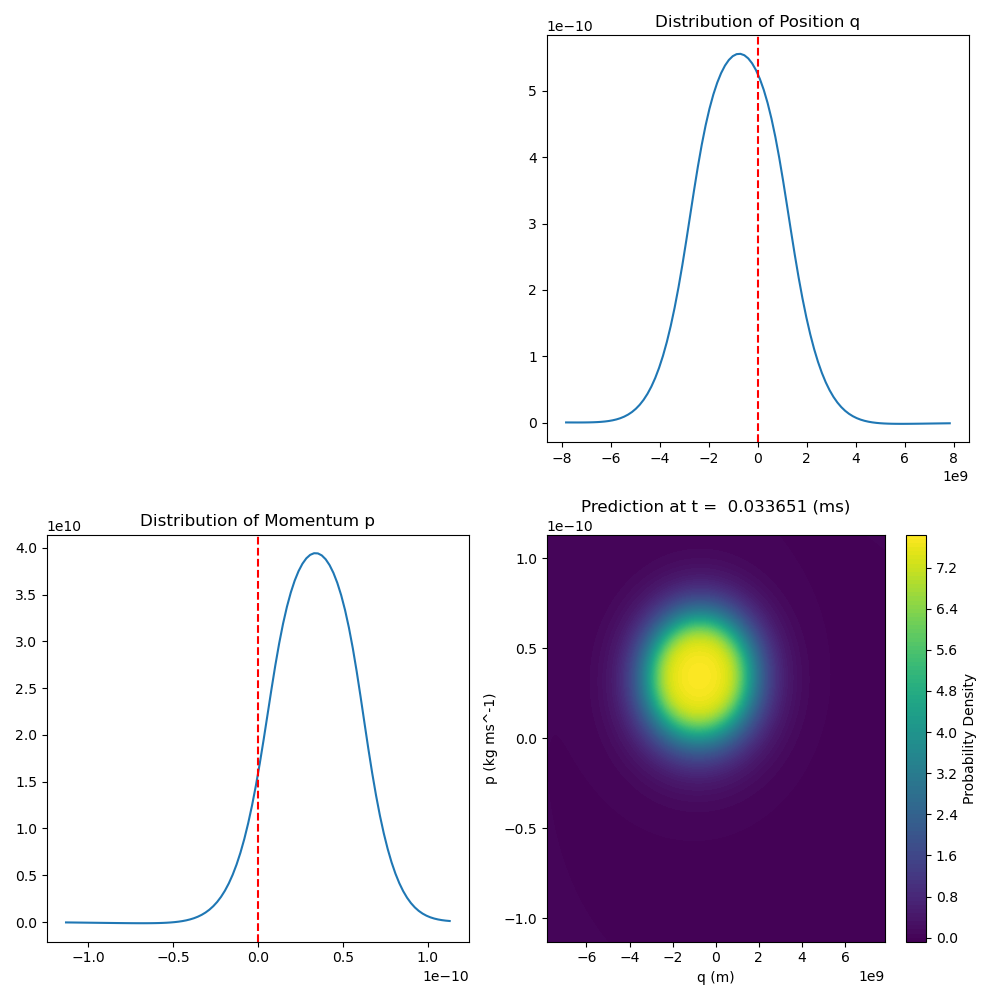 Distribution of Position q
1e−10
5
4
3
2
1
0
−8 −6 −4 −2 0 2 4 6 8
1e9
Distribution of Momentum p
1e10
4.0
3.5
3.0
2.5
2.0
1.5
1.0
0.5
0.0
−1.0 −0.5 0.0 0.5 1.0
1e−10
Prediction at t =  0.033651 (ms)
1e−10
p (kg ms^-1)
1.0
0.5
0.0
−0.5
−1.0
−6 −4 −2 0 2 4 6
1e9
q (m)
7.2
6.4
5.6
4.8
4.0
3.2
2.4
1.6
0.8
0.0
Probability Density